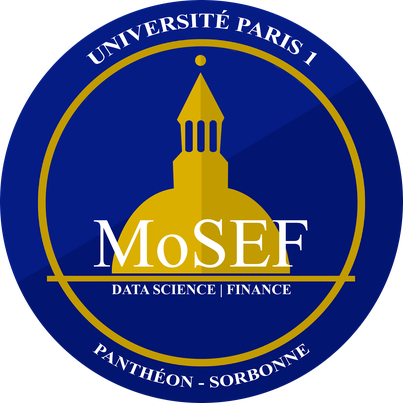 UNIVERSITÉ PARIS 1
MoSEF
DATA SCIENCE | FINANCE
PANTHÉON - SORBONNE